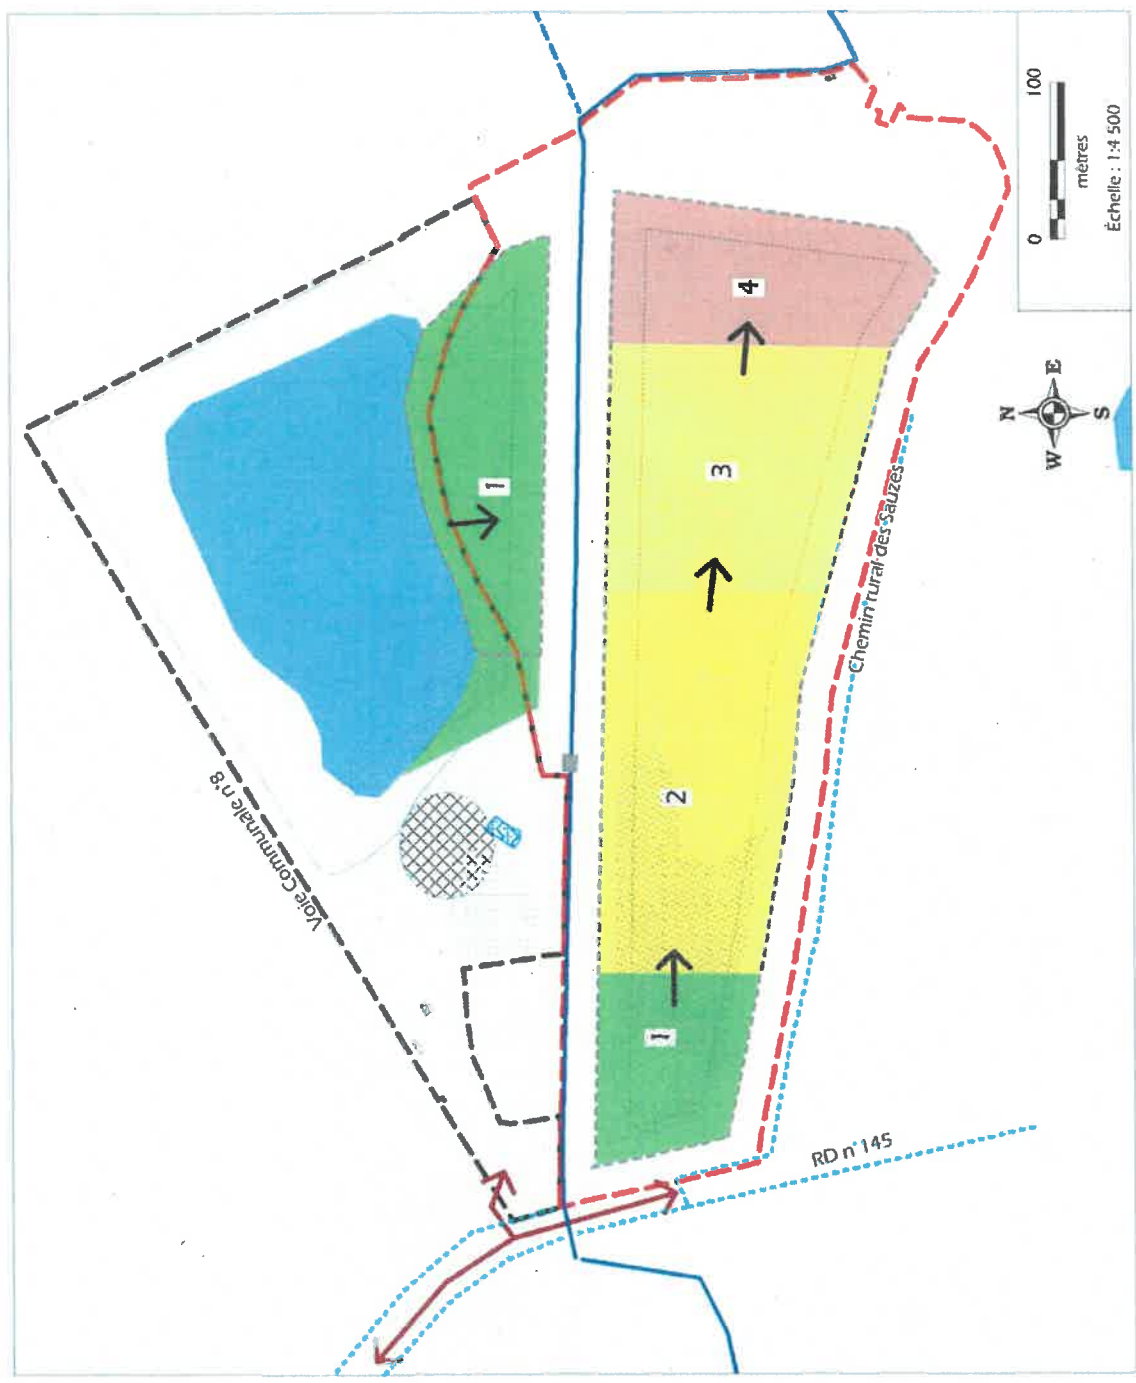 Voie Communale n°8
1
1
2
3
4
Chemin rural des Sauzes
RD n°145
N
W
E
S
0
100
mètres
Échelle : 1:4 500